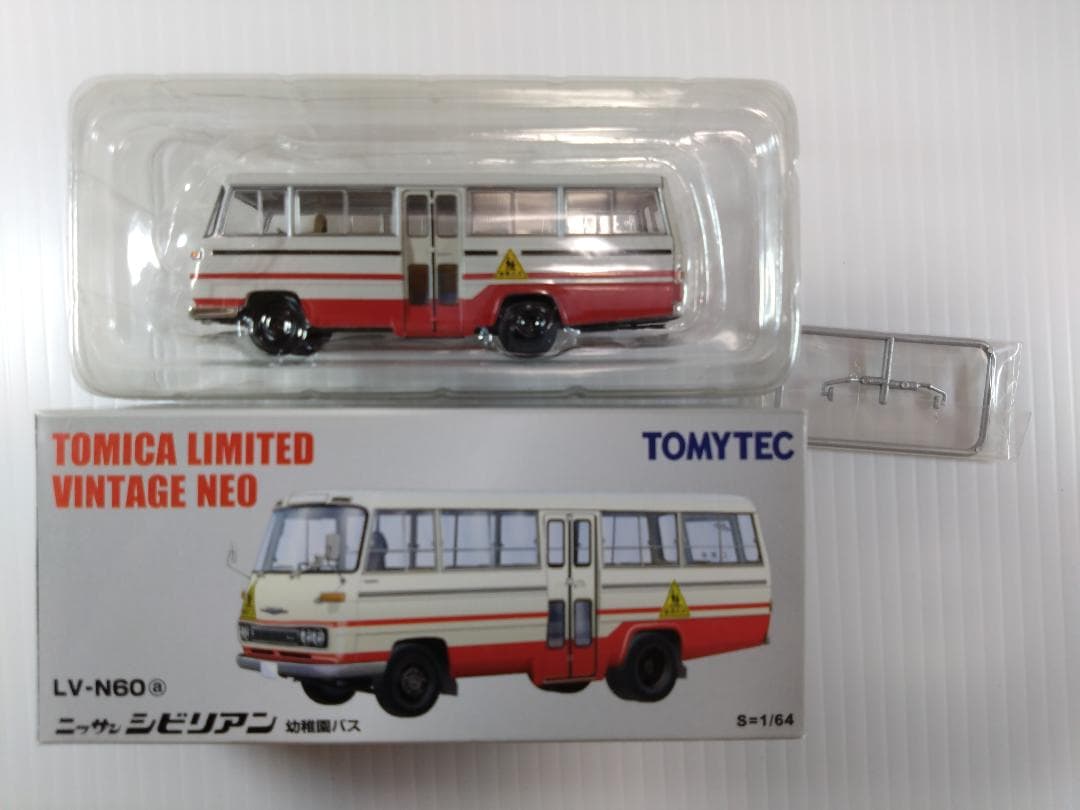 TOMICA LIMITED
VINTAGE NEO
TOMYTEC
LV-N60ⓐ
ニッサン シビリアン 幼稚園バス
S=1/64